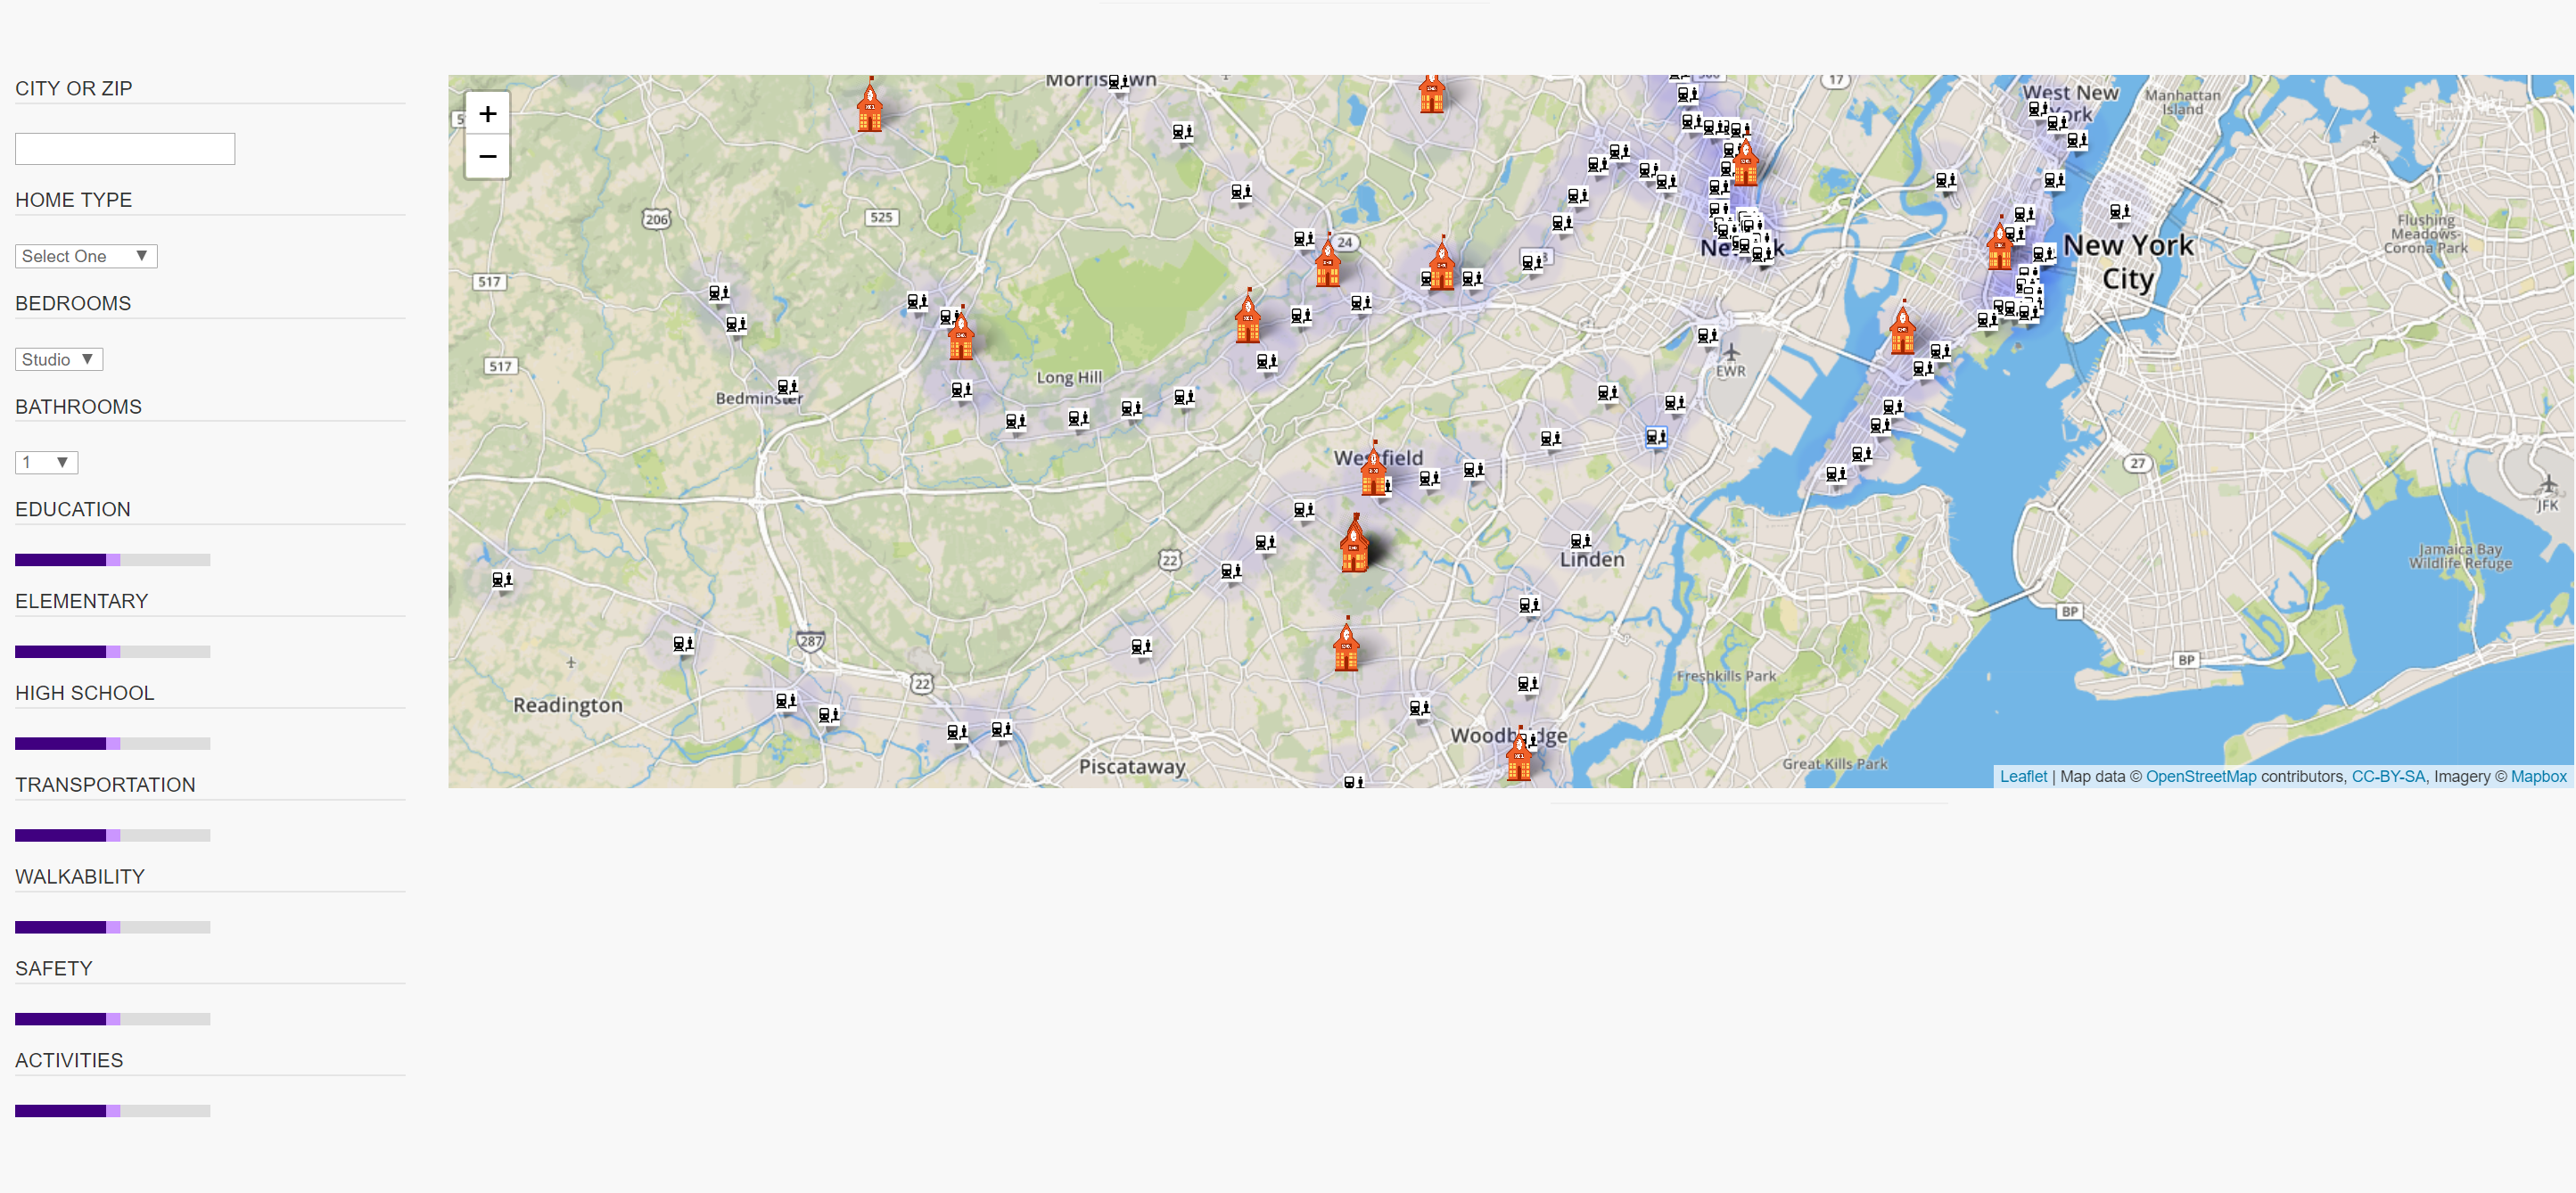 CITY OR ZIP
HOME TYPE
Select One
BEDROOMS
Studio
BATHROOMS
1
EDUCATION
ELEMENTARY
HIGH SCHOOL
TRANSPORTATION
WALKABILITY
SAFETY
ACTIVITIES
+
−
17
West New
York
Manhattan
Island
206
525
24
517
New York
City
Flushing
Meadows-
Corona Park
517
Long Hill
EWR
Bedminster
Westfield
27
JFK
22
Linden
Jamaica Bay
Wildlife Refuge
BP
287
22
BP
Freshkills Park
Readington
Woodbridge
Piscataway
Great Kills Park
Leaflet | Map data © OpenStreetMap contributors, CC-BY-SA, Imagery © Mapbox